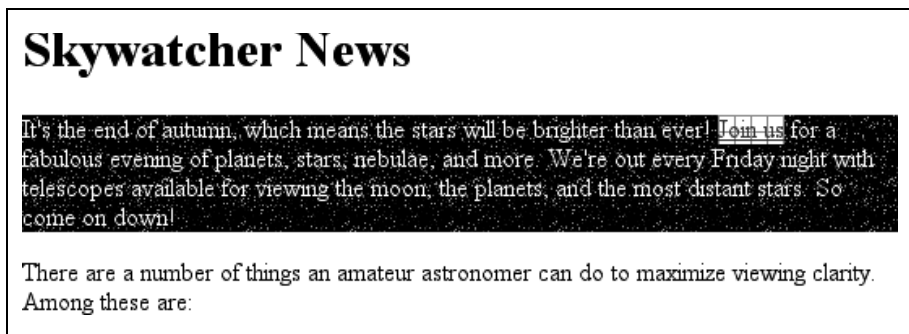 Skywatcher News
It's the end of autumn, which means the stars will be brighter than ever! Join us for a
fabulous evening of planets, stars, nebulae, and more. We're out every Friday night with
telescopes available for viewing the moon, the planets, and the most distant stars. So
come on down!
There are a number of things an amateur astronomer can do to maximize viewing clarity.
Among these are: